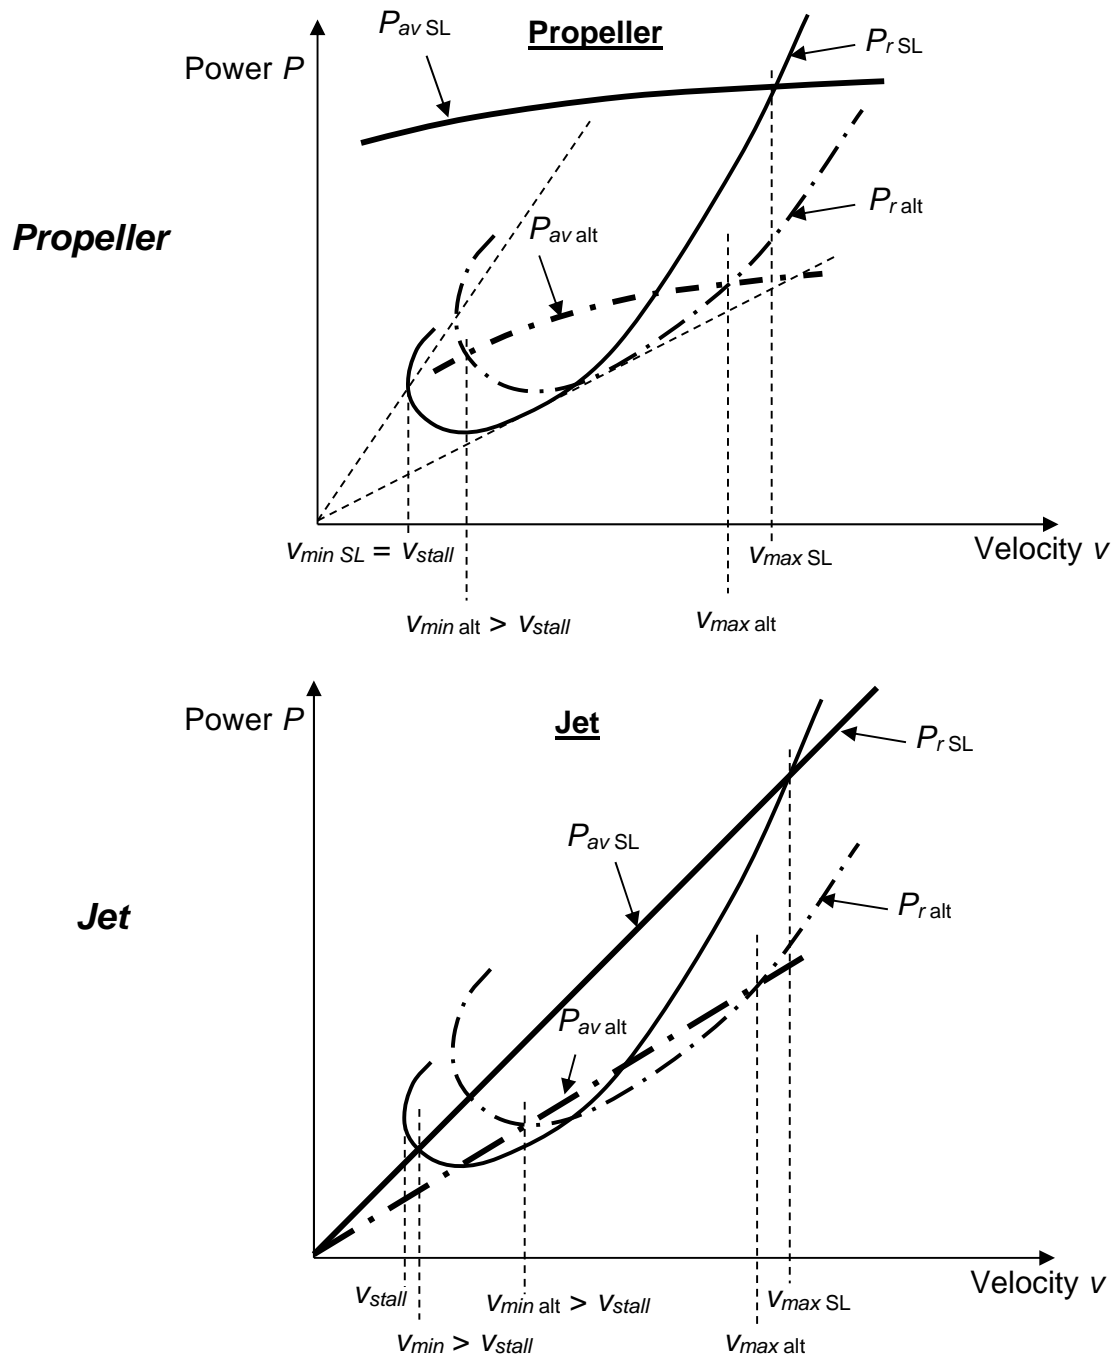 P_av SL
Propeller
P_r SL
Power P
P_r alt
Propeller
P_av alt
v_min SL = v_stall
v_max SL
Velocity v
v_min alt > v_stall
v_max alt
Power P
Jet
P_r SL
P_av SL
Jet
P_r alt
P_av alt
Velocity v
v_stall
v_min alt > v_stall
v_max SL
v_min > v_stall
v_max alt